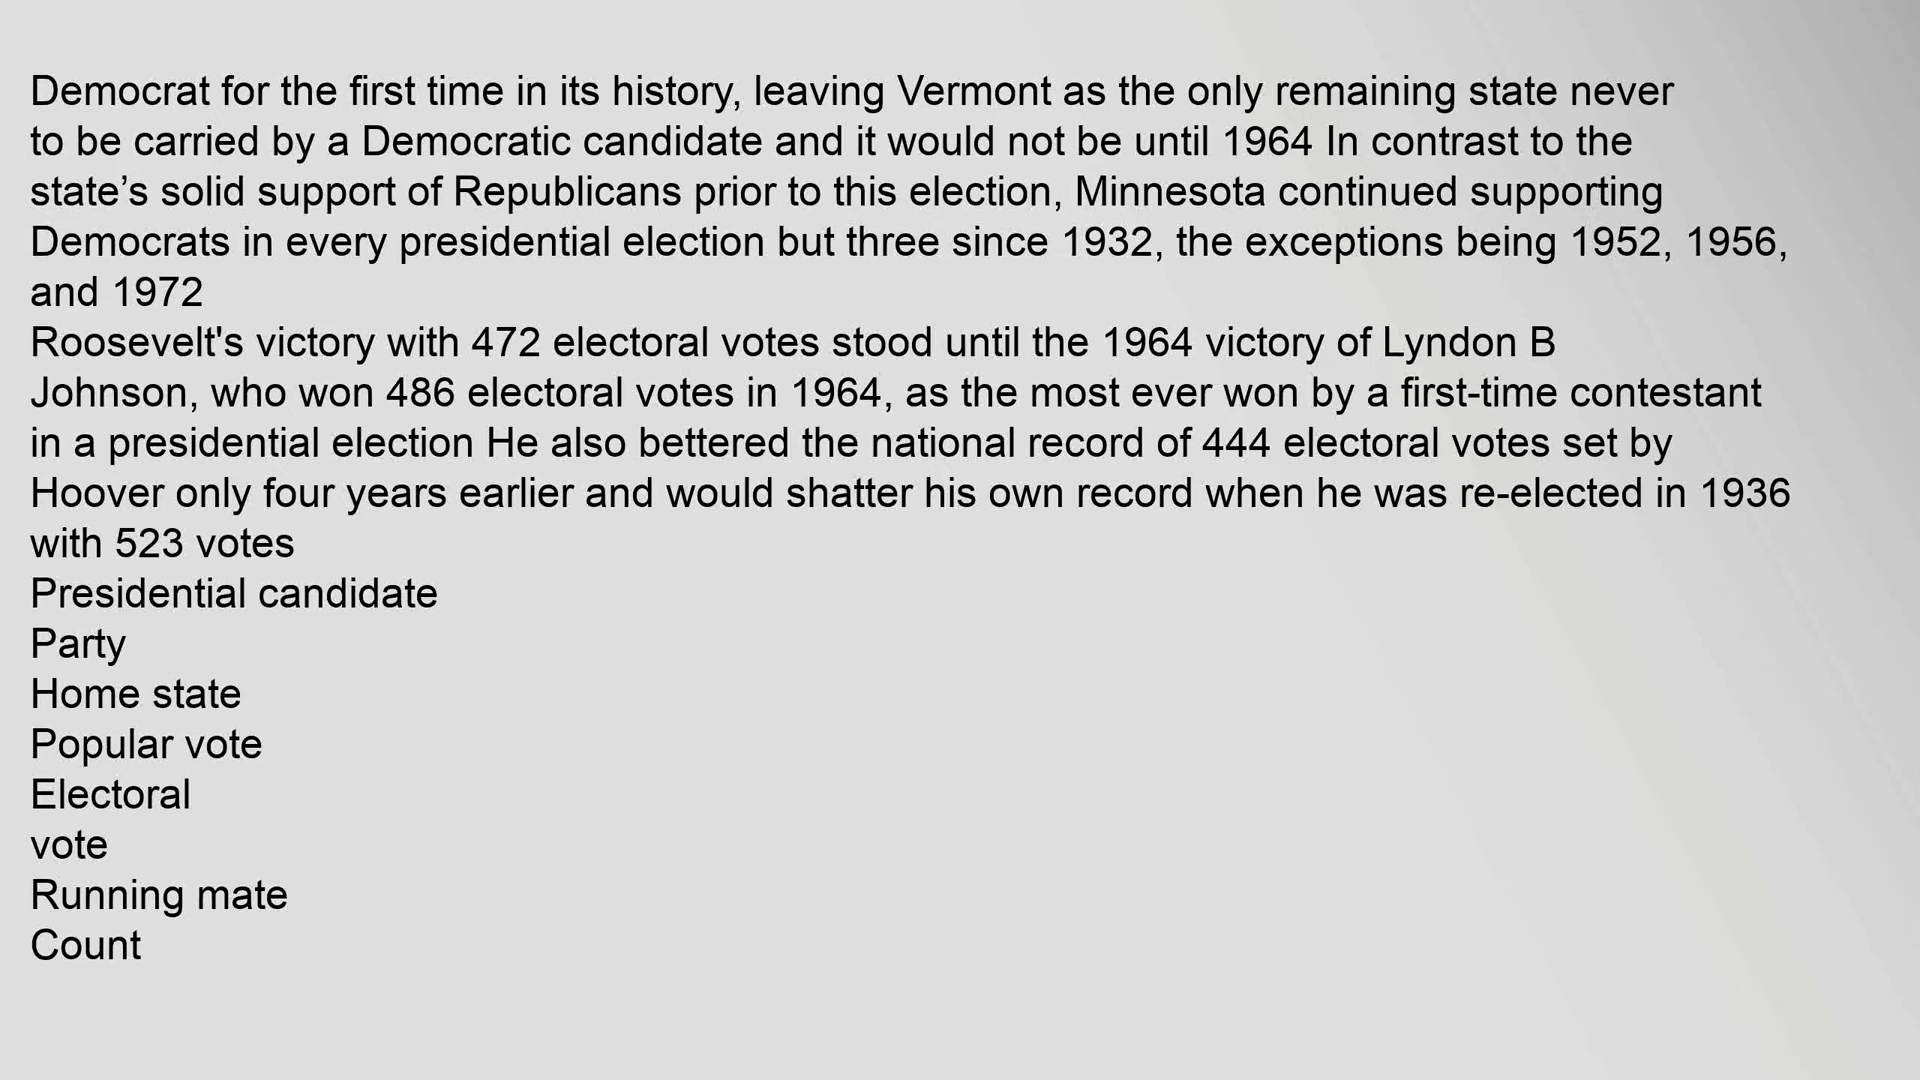 Democrat for the first time in its history, leaving Vermont as the only remaining state never
to be carried by a Democratic candidate and it would not be until 1964 In contrast to the
state’s solid support of Republicans prior to this election, Minnesota continued supporting
Democrats in every presidential election but three since 1932, the exceptions being 1952, 1956,
and 1972
Roosevelt's victory with 472 electoral votes stood until the 1964 victory of Lyndon B
Johnson, who won 486 electoral votes in 1964, as the most ever won by a first-time contestant
in a presidential election He also bettered the national record of 444 electoral votes set by
Hoover only four years earlier and would shatter his own record when he was re-elected in 1936
with 523 votes
Presidential candidate
Party
Home state
Popular vote
Electoral
vote
Running mate
Count